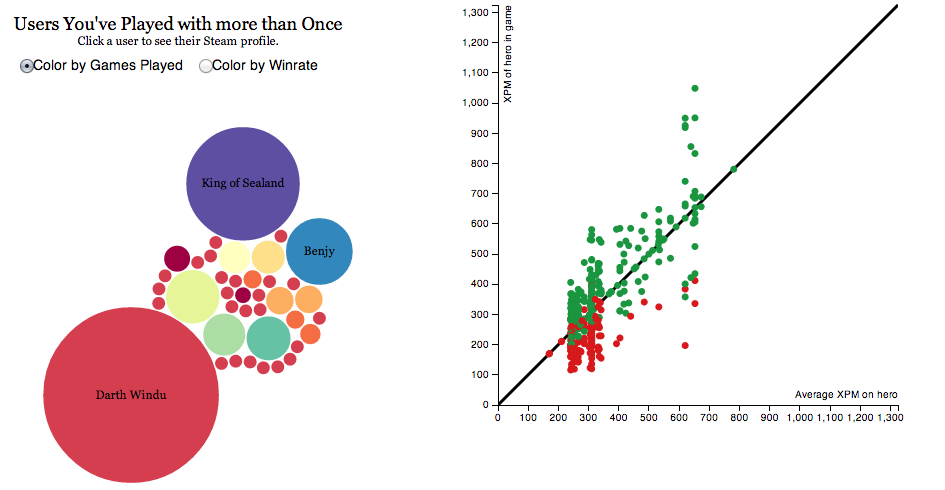 Users You've Played with more than Once
Click a user to see their Steam profile.
Color by Games Played Color by Winrate
King of Sealand
Benjy
Darth Windu
XPM of hero in game
1,300
1,200
1,100
1,000
900
800
700
600
500
400
300
200
100
0
Average XPM on hero
0 100 200 300 400 500 600 700 800 900 1,000 1,100 1,200 1,300